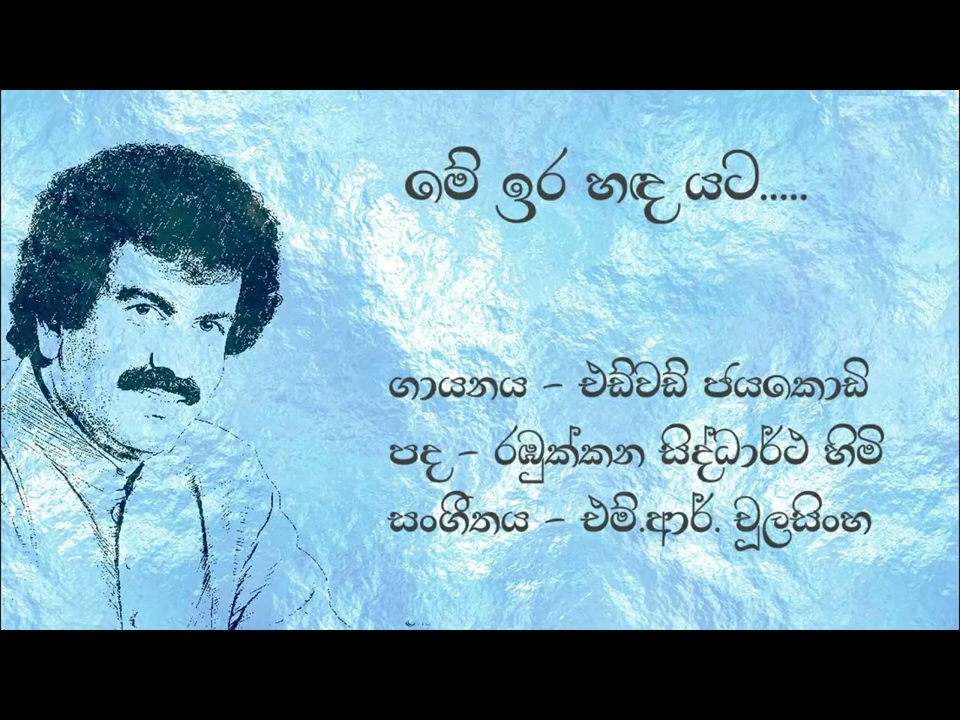 මේ ඉර හඳ යට.....
ගායනය - එඩ්වඩ් ජයකොඩි
පද - රඹුක්කන සිද්ධාර්ථ හිමි
සංගීතය - එම්.ආර්. චූලසිංහ